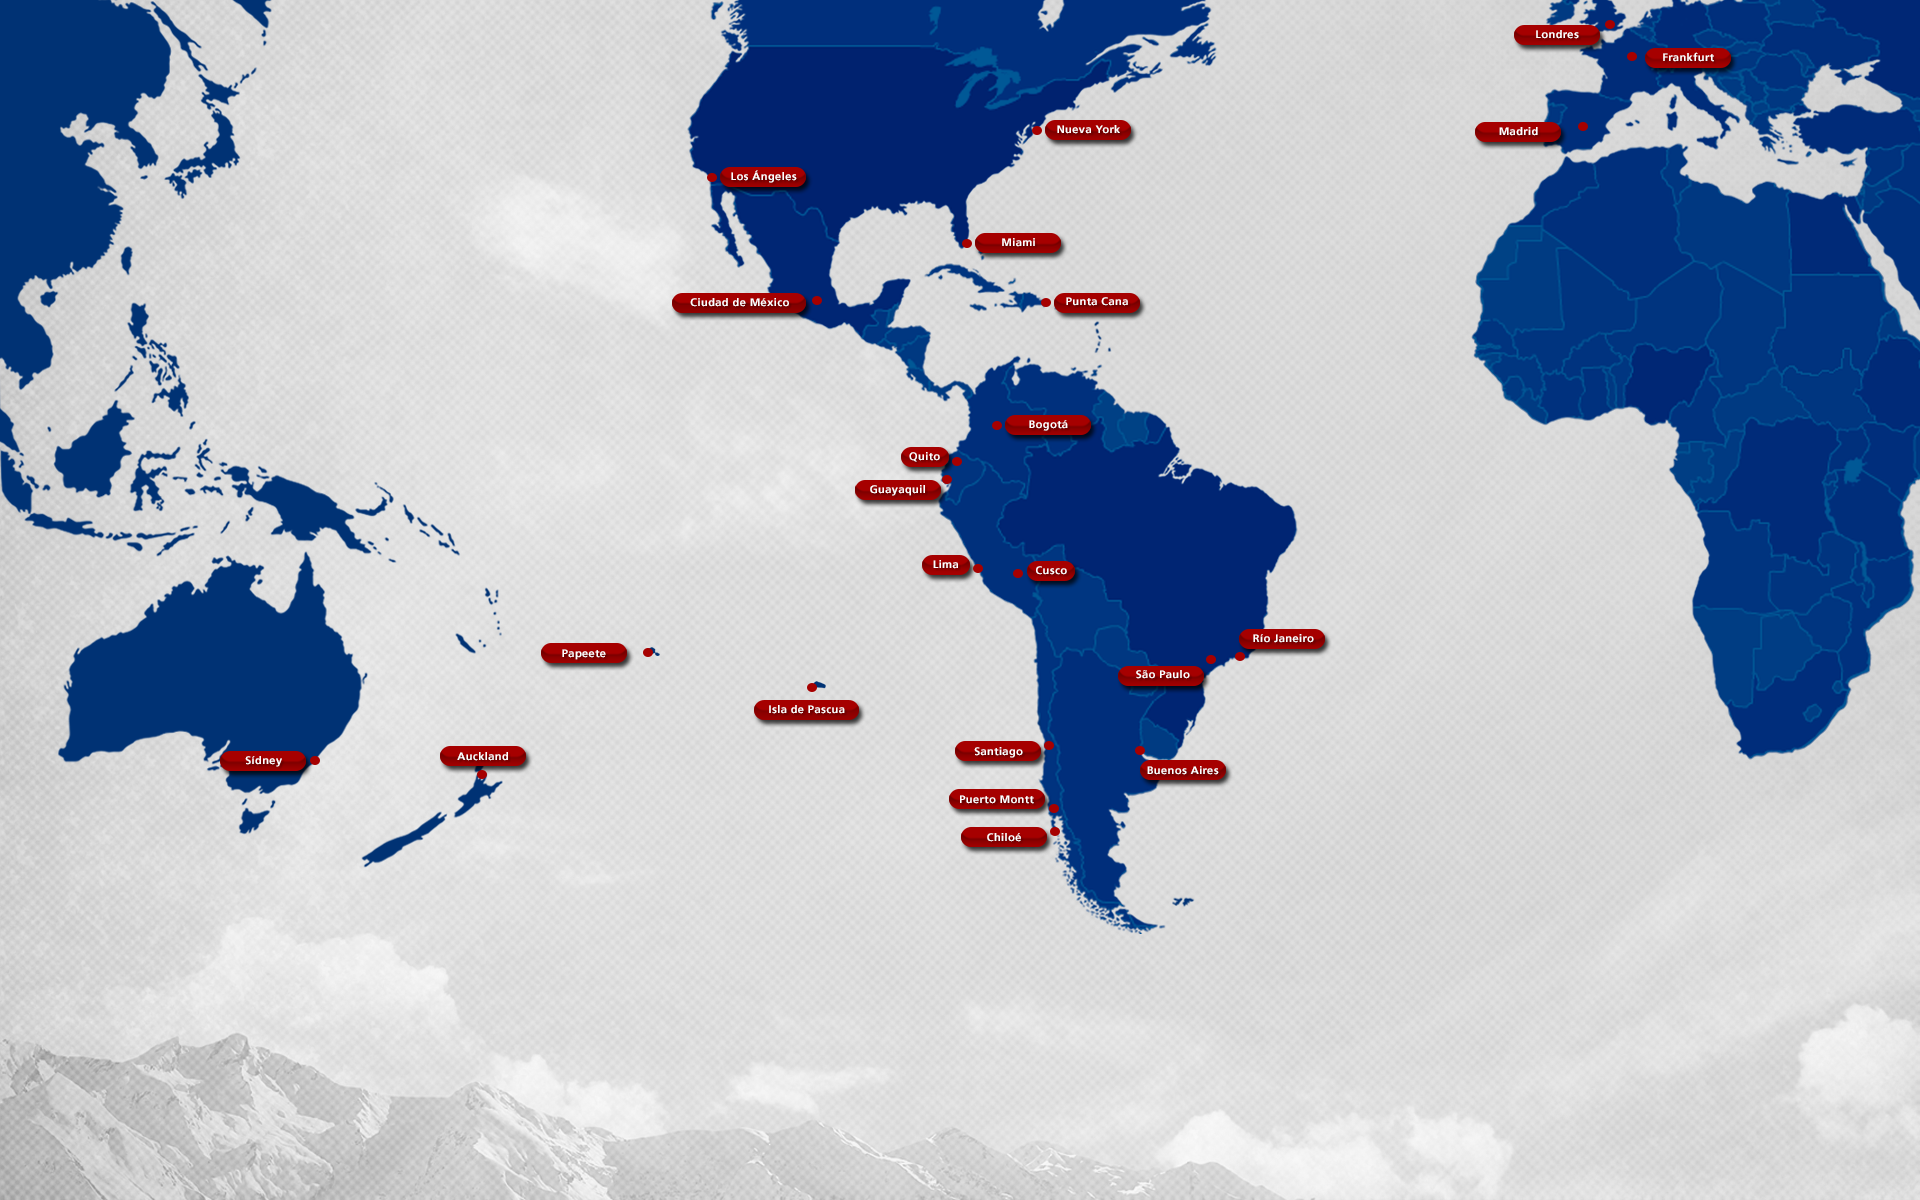 Londres
Frankfurt
Nueva York
Madrid
Los Ángeles
Miami
Ciudad de México
Punta Cana
Bogotá
Quito
Guayaquil
Lima
Cusco
Río Janeiro
Papeete
São Paulo
Isla de Pascua
Santiago
Auckland
Sídney
Buenos Aires
Puerto Montt
Chiloé